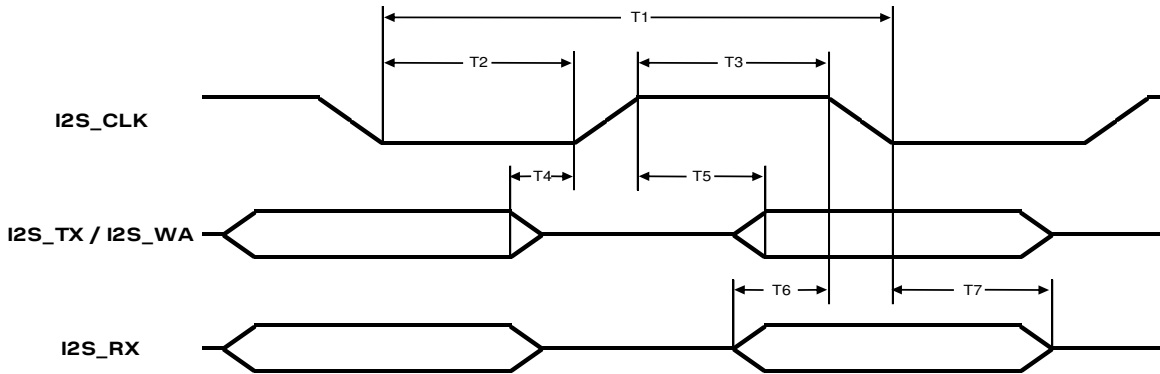 T1
T2
T3
I2S_CLK
T4
T5
I2S_TX / I2S_WA
T6
T7
I2S_RX